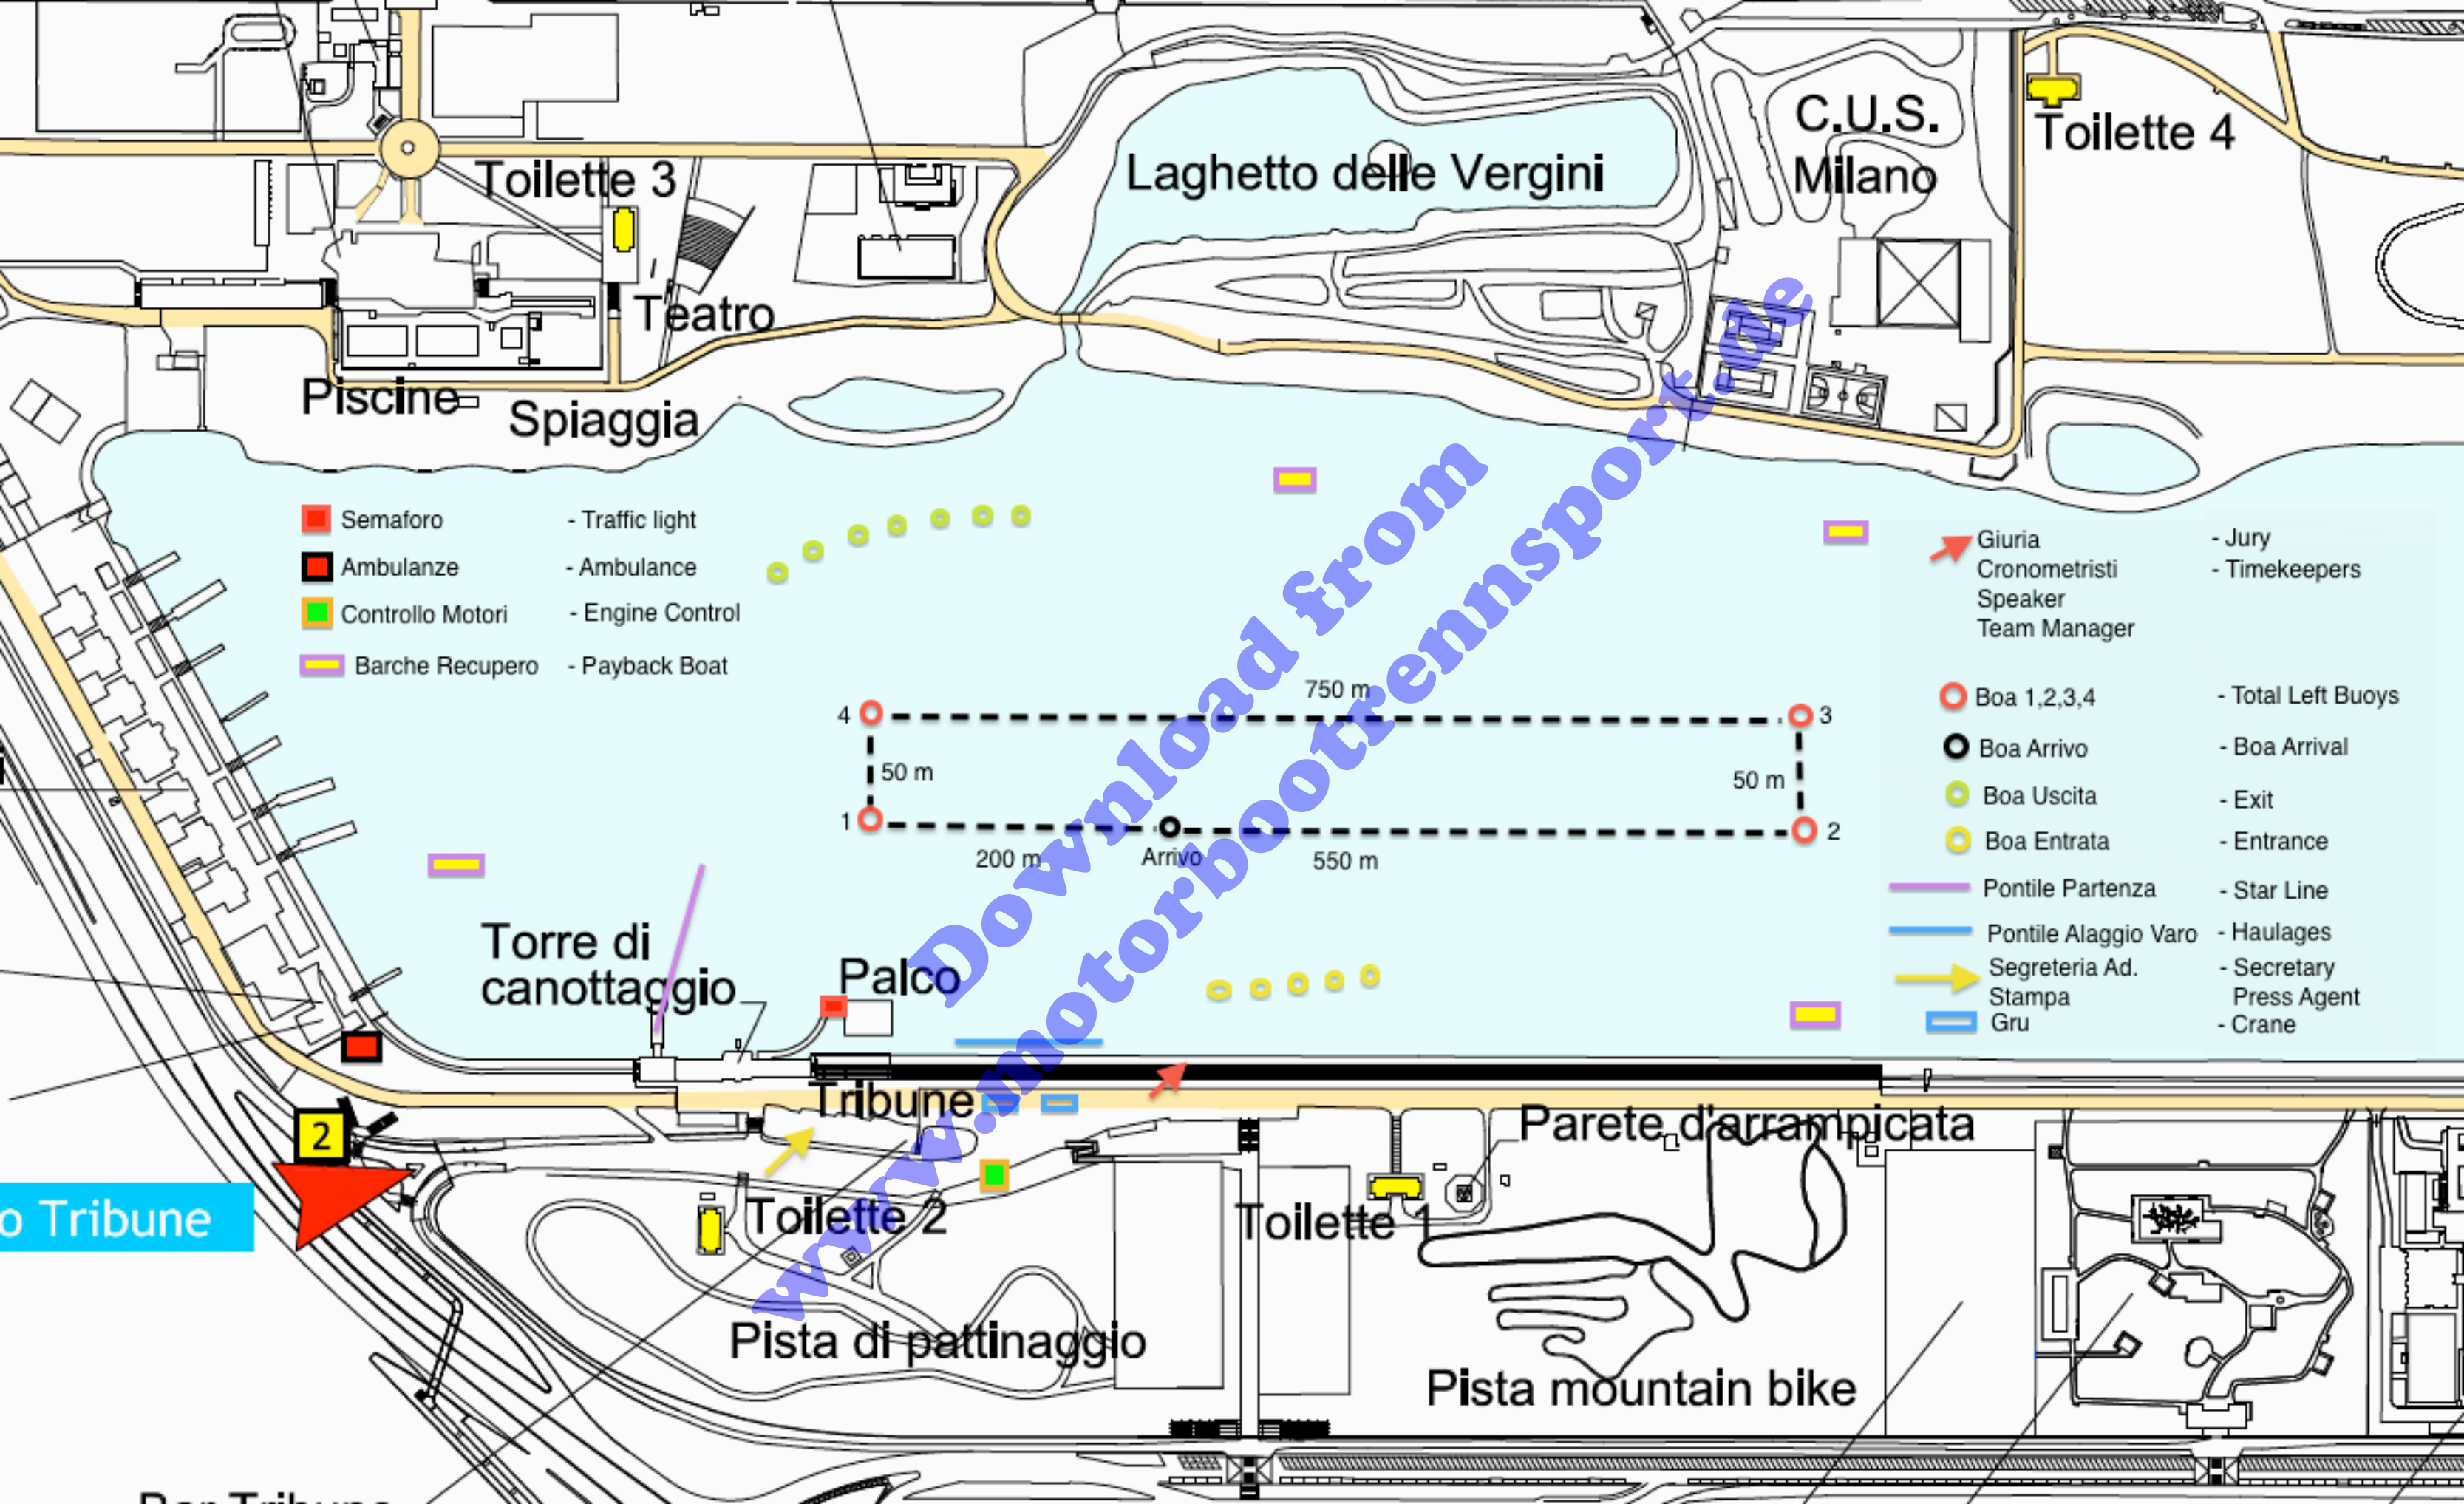 C.U.S.
Milano
Toilette 4
Laghetto delle Vergini
Toilette 3
Teatro
Piscine
Spiaggia
Semaforo - Traffic light
Ambulanze - Ambulance
Controllo Motori - Engine Control
Barche Recupero - Payback Boat
Giuria - Jury
Cronometristi - Timekeepers
Speaker
Team Manager
Boa 1,2,3,4 - Total Left Buoys
Boa Arrivo - Boa Arrival
Boa Uscita - Exit
Boa Entrata - Entrance
Pontile Partenza - Star Line
Pontile Alaggio Varo - Haulages
Segreteria Ad. - Secretary
Stampa Press Agent
Gru - Crane
750 m
4
3
50 m
50 m
1
2
200 m
Arrivo
550 m
Download from
www.motorbootrennsport.de
Torre di
canottaggio
Palco
Tribune
Parete d'arrampicata
2
o Tribune
Toilette 2
Toilette 1
Pista di pattinaggio
Pista mountain bike